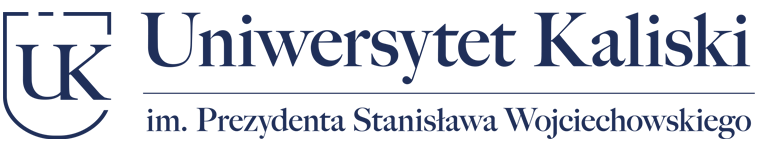 UK
Uniwersytet Kaliski
im. Prezydenta Stanisława Wojciechowskiego